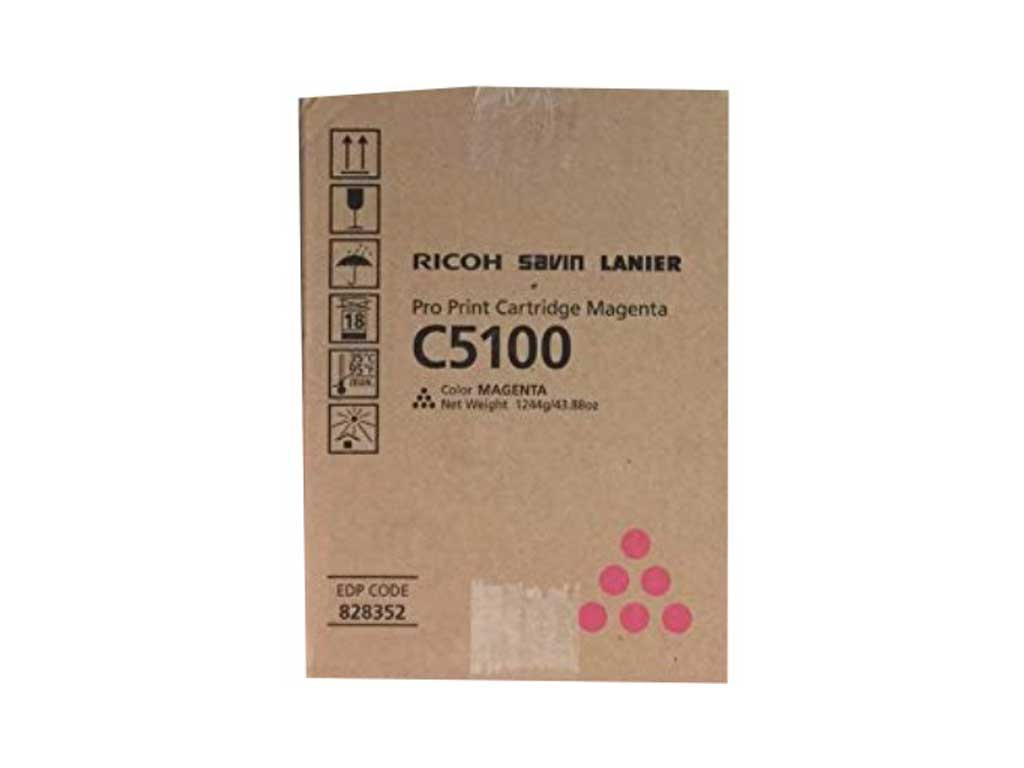 RICOH savin LANIER
Pro Print Cartridge Magenta
C5100
Color MAGENTA
Net Weight 1244g/43.88oz
18
95°F
EDP CODE
828352